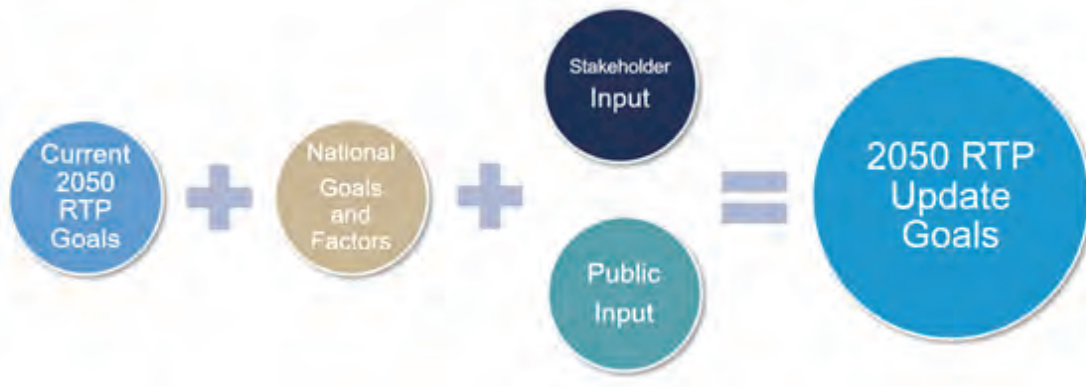 Current
2050
RTP
Goals
National
Goals
and
Factors
Stakeholder
Input
Public
Input
2050 RTP
Update
Goals